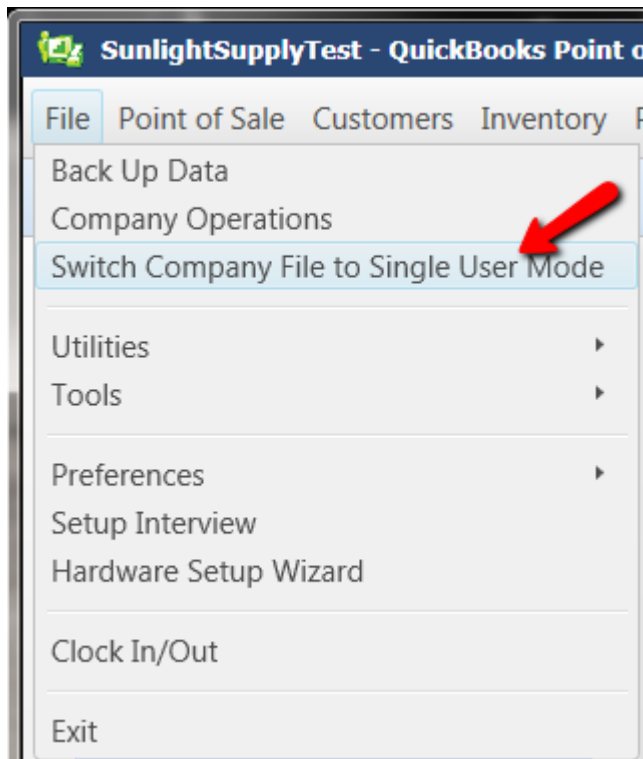 SunlightSupplyTest - QuickBooks Point
File Point of Sale Customers Inventory
Back Up Data
Company Operations
Switch Company File to Single User Mode
Utilities
Tools
Preferences
Setup Interview
Hardware Setup Wizard
Clock In/Out
Exit